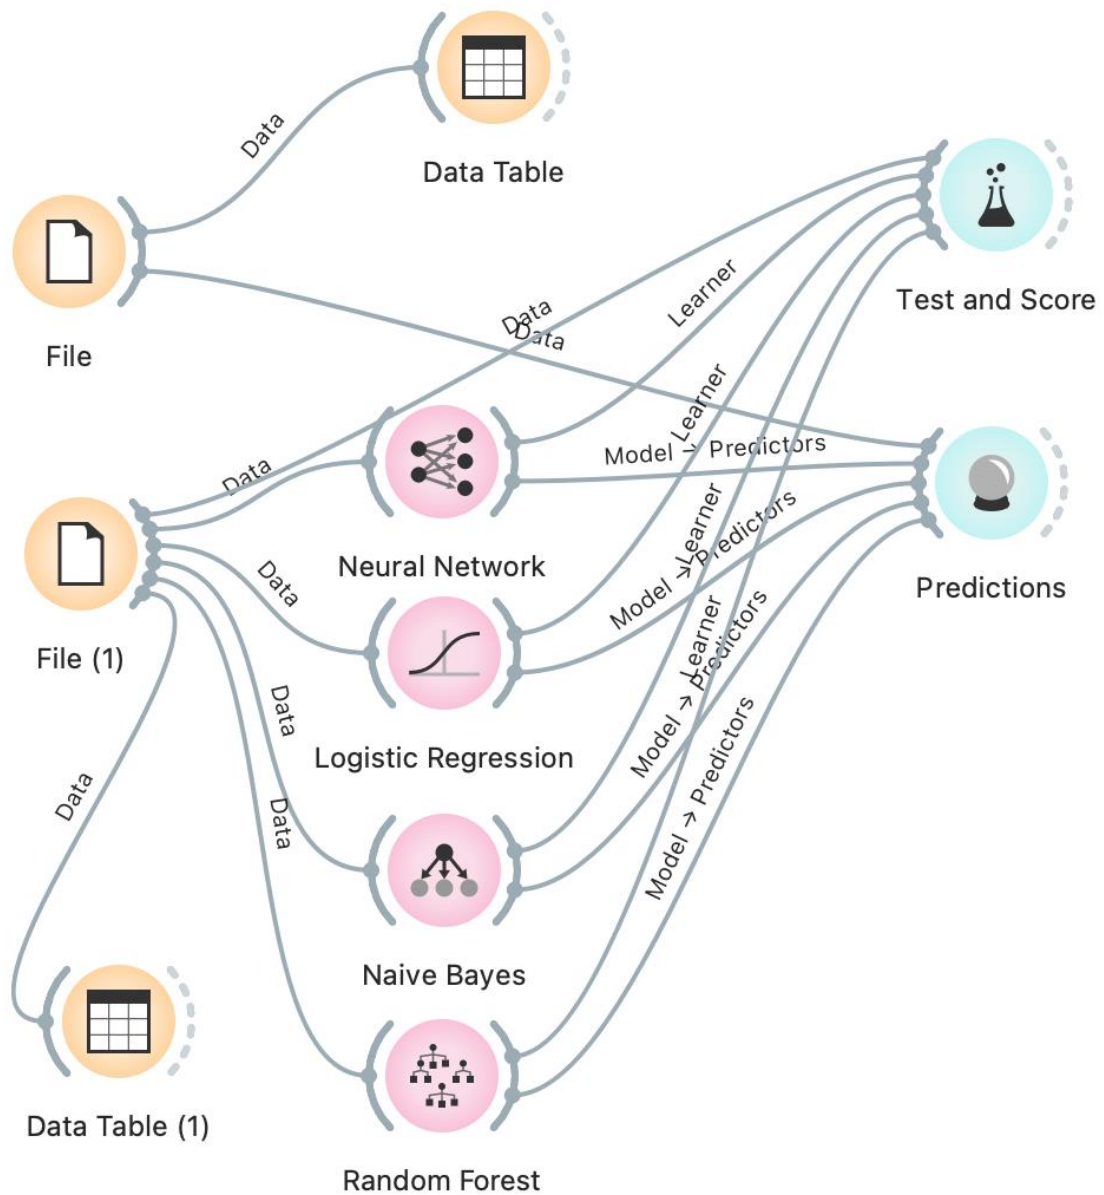 Data
Data Table
File
Data
Data
Learner
Test and Score
Data
Neural Network
Learner
Model → Predictors
Predictions
File (1)
Data
Logistic Regression
Learner
Model → Predictors
Data
Naive Bayes
Learner
Model → Predictors
Data
Random Forest
Model → Predictors
Data
Data Table (1)